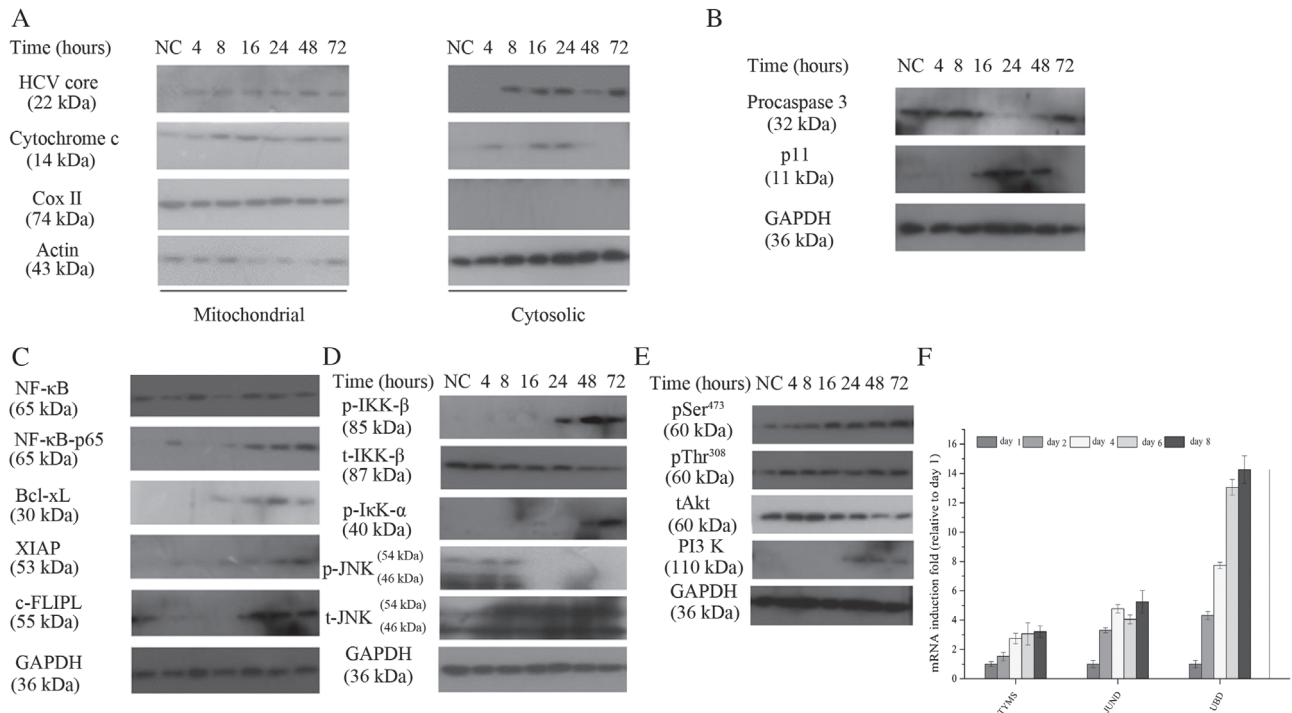 A
Time (hours) NC 4 8 16 24 48 72 NC 4 8 16 24 48 72
HCV core
(22 kDa)
Cytochrome c
(14 kDa)
Cox II
(74 kDa)
Actin
(43 kDa)
Mitochondrial
Cytosolic
B
Time (hours) NC 4 8 16 24 48 72
Procaspase 3
(32 kDa)
p11
(11 kDa)
GAPDH
(36 kDa)
C
NF-κB
(65 kDa)
NF-κB-p65
(65 kDa)
Bcl-xL
(30 kDa)
XIAP
(53 kDa)
c-FLIPL
(55 kDa)
GAPDH
(36 kDa)
D
Time (hours) NC 4 8 16 24 48 72
p-IKK-β
(85 kDa)
t-IKK-β
(87 kDa)
p-IκK-α
(40 kDa)
p-JNK (54 kDa)
(46 kDa)
t-JNK (54 kDa)
(46 kDa)
GAPDH
(36 kDa)
E
Time (hours) NC 4 8 16 24 48 72
pSer473
(60 kDa)
pThr308
(60 kDa)
tAkt
(60 kDa)
PI3 K
(110 kDa)
GAPDH
(36 kDa)
F
mRNA induction fold (relative to day 1)
16
14
12
10
8
6
4
2
0
day 1 day 2 day 4 day 6 day 8
TYMS
JUND
UBD